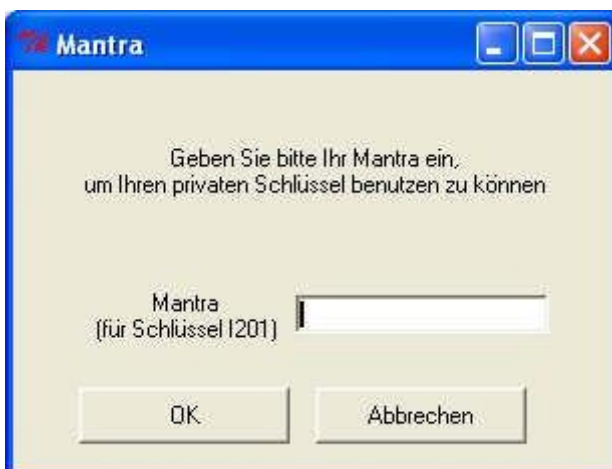 Mantra
Geben Sie bitte Ihr Mantra ein,
um Ihren privaten Schlüssel benutzen zu können
Mantra
(für Schlüssel I201)
OK
Abbrechen